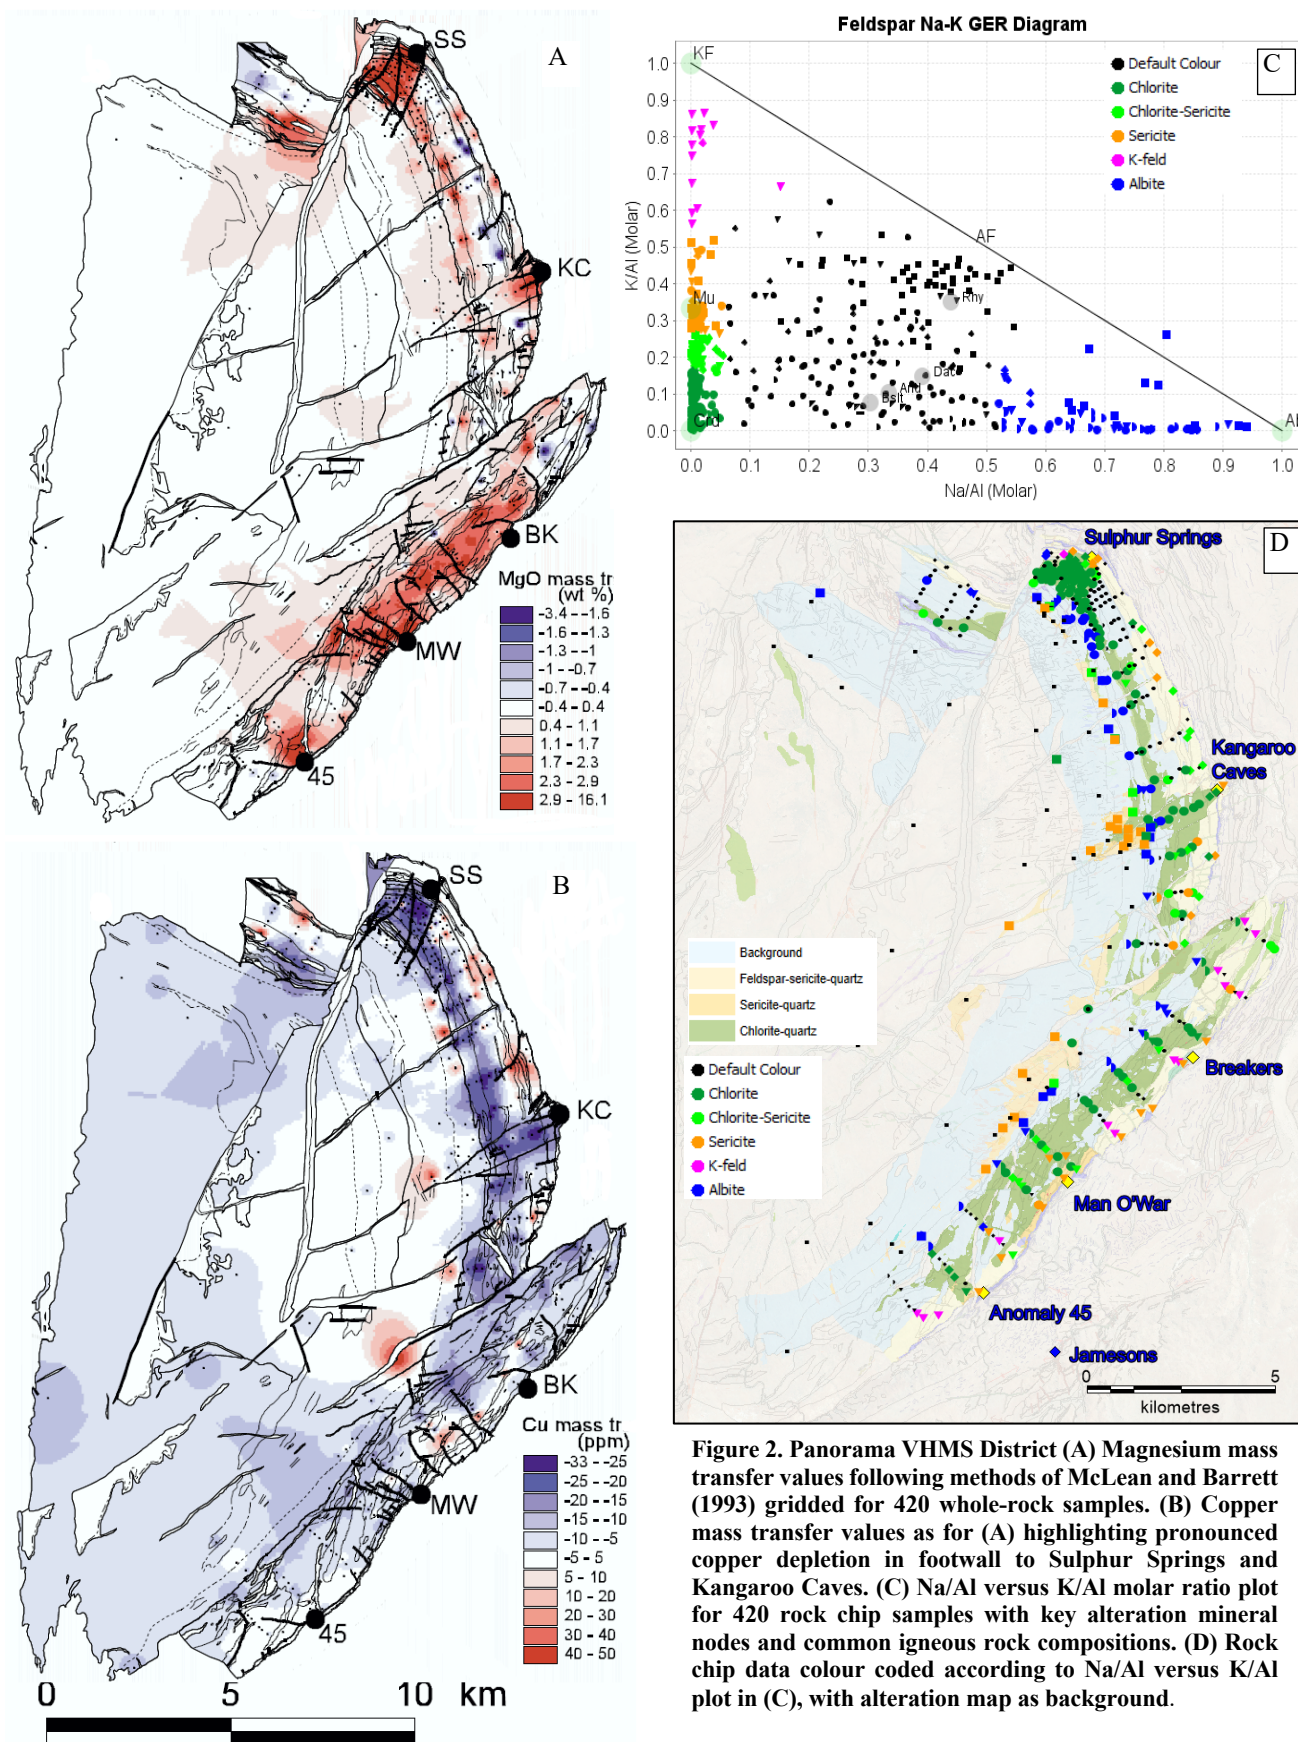 A
SS
KC
BK
MW
45
MgO mass tr
(wt %)
-3.4 --1.6
-1.6 --1.3
-1.3 --1
-1 --0.7
-0.7 --0.4
-0.4 - 0.4
0.4 - 1.1
1.1 - 1.7
1.7 - 2.3
2.3 - 2.9
2.9 - 16.1
B
SS
KC
BK
MW
45
Cu mass tr
(ppm)
-33 --25
-25 --20
-20 --15
-15 --10
-10 --5
-5 - 5
5 - 10
10 - 20
20 - 30
30 - 40
40 - 50
0 5 10 km
Feldspar Na-K GER Diagram
C
Default Colour
Chlorite
Chlorite-Sericite
Sericite
K-feld
Albite
K/Al (Molar)
1.0
0.9
0.8
0.7
0.6
0.5
0.4
0.3
0.2
0.1
0.0
KF
AF
Mu
Rhy
Dac
And
Bslt
Crd
Al
0.0 0.1 0.2 0.3 0.4 0.5 0.6 0.7 0.8 0.9 1.0
Na/Al (Molar)
D
Sulphur Springs
Kangaroo
Caves
Breakers
Man O'War
Anomaly 45
Jamesons
Background
Feldspar-sericite-quartz
Sericite-quartz
Chlorite-quartz
Default Colour
Chlorite
Chlorite-Sericite
Sericite
K-feld
Albite
0 5
kilometres
Figure 2. Panorama VHMS District (A) Magnesium mass
transfer values following methods of McLean and Barrett
(1993) gridded for 420 whole-rock samples. (B) Copper
mass transfer values as for (A) highlighting pronounced
copper depletion in footwall to Sulphur Springs and
Kangaroo Caves. (C) Na/Al versus K/Al molar ratio plot
for 420 rock chip samples with key alteration mineral
nodes and common igneous rock compositions. (D) Rock
chip data colour coded according to Na/Al versus K/Al
plot in (C), with alteration map as background.